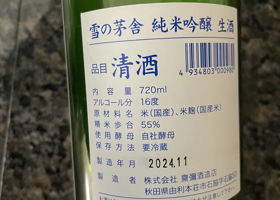 雪の茅舎 純米吟醸 生酒
品目 清酒
4 934803 000980
内容量 720ml
アルコール分 16度
原材料名 米(国産)、米麹(国産米)
精米歩合 55%
使用酵母 自社酵母
保存方法 要冷蔵
製造年月 2024.11
製造者 株式会社 齋彌酒造店
秋田県由利本荘市石脇字石脇53